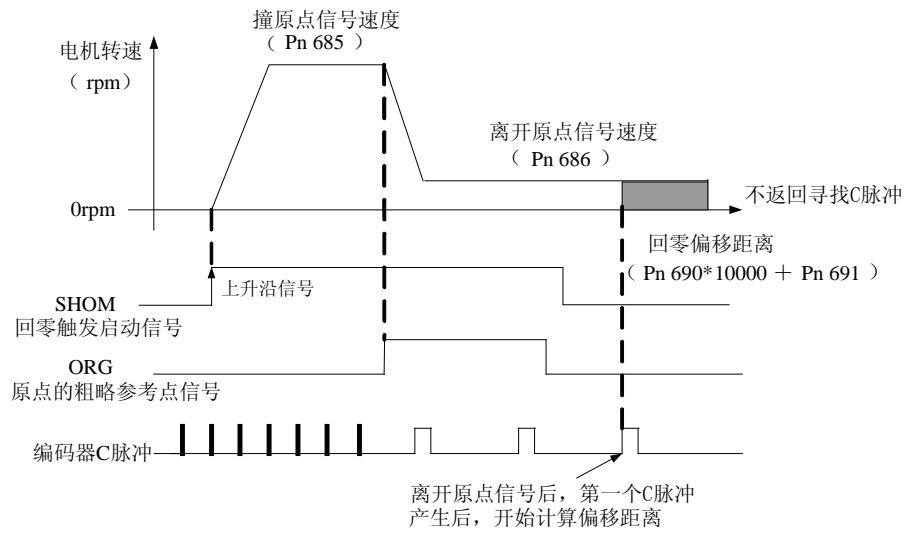 撞原点信号速度
（ Pn 685 ）
电机转速
（ rpm）
离开原点信号速度
（ Pn 686 ）
0rpm
不返回寻找C脉冲
回零偏移距离
（ Pn 690*10000 ＋ Pn 691 ）
上升沿信号
SHOM
回零触发启动信号
ORG
原点的粗略参考点信号
编码器C脉冲
离开原点信号后，第一个C脉冲
产生后，开始计算偏移距离